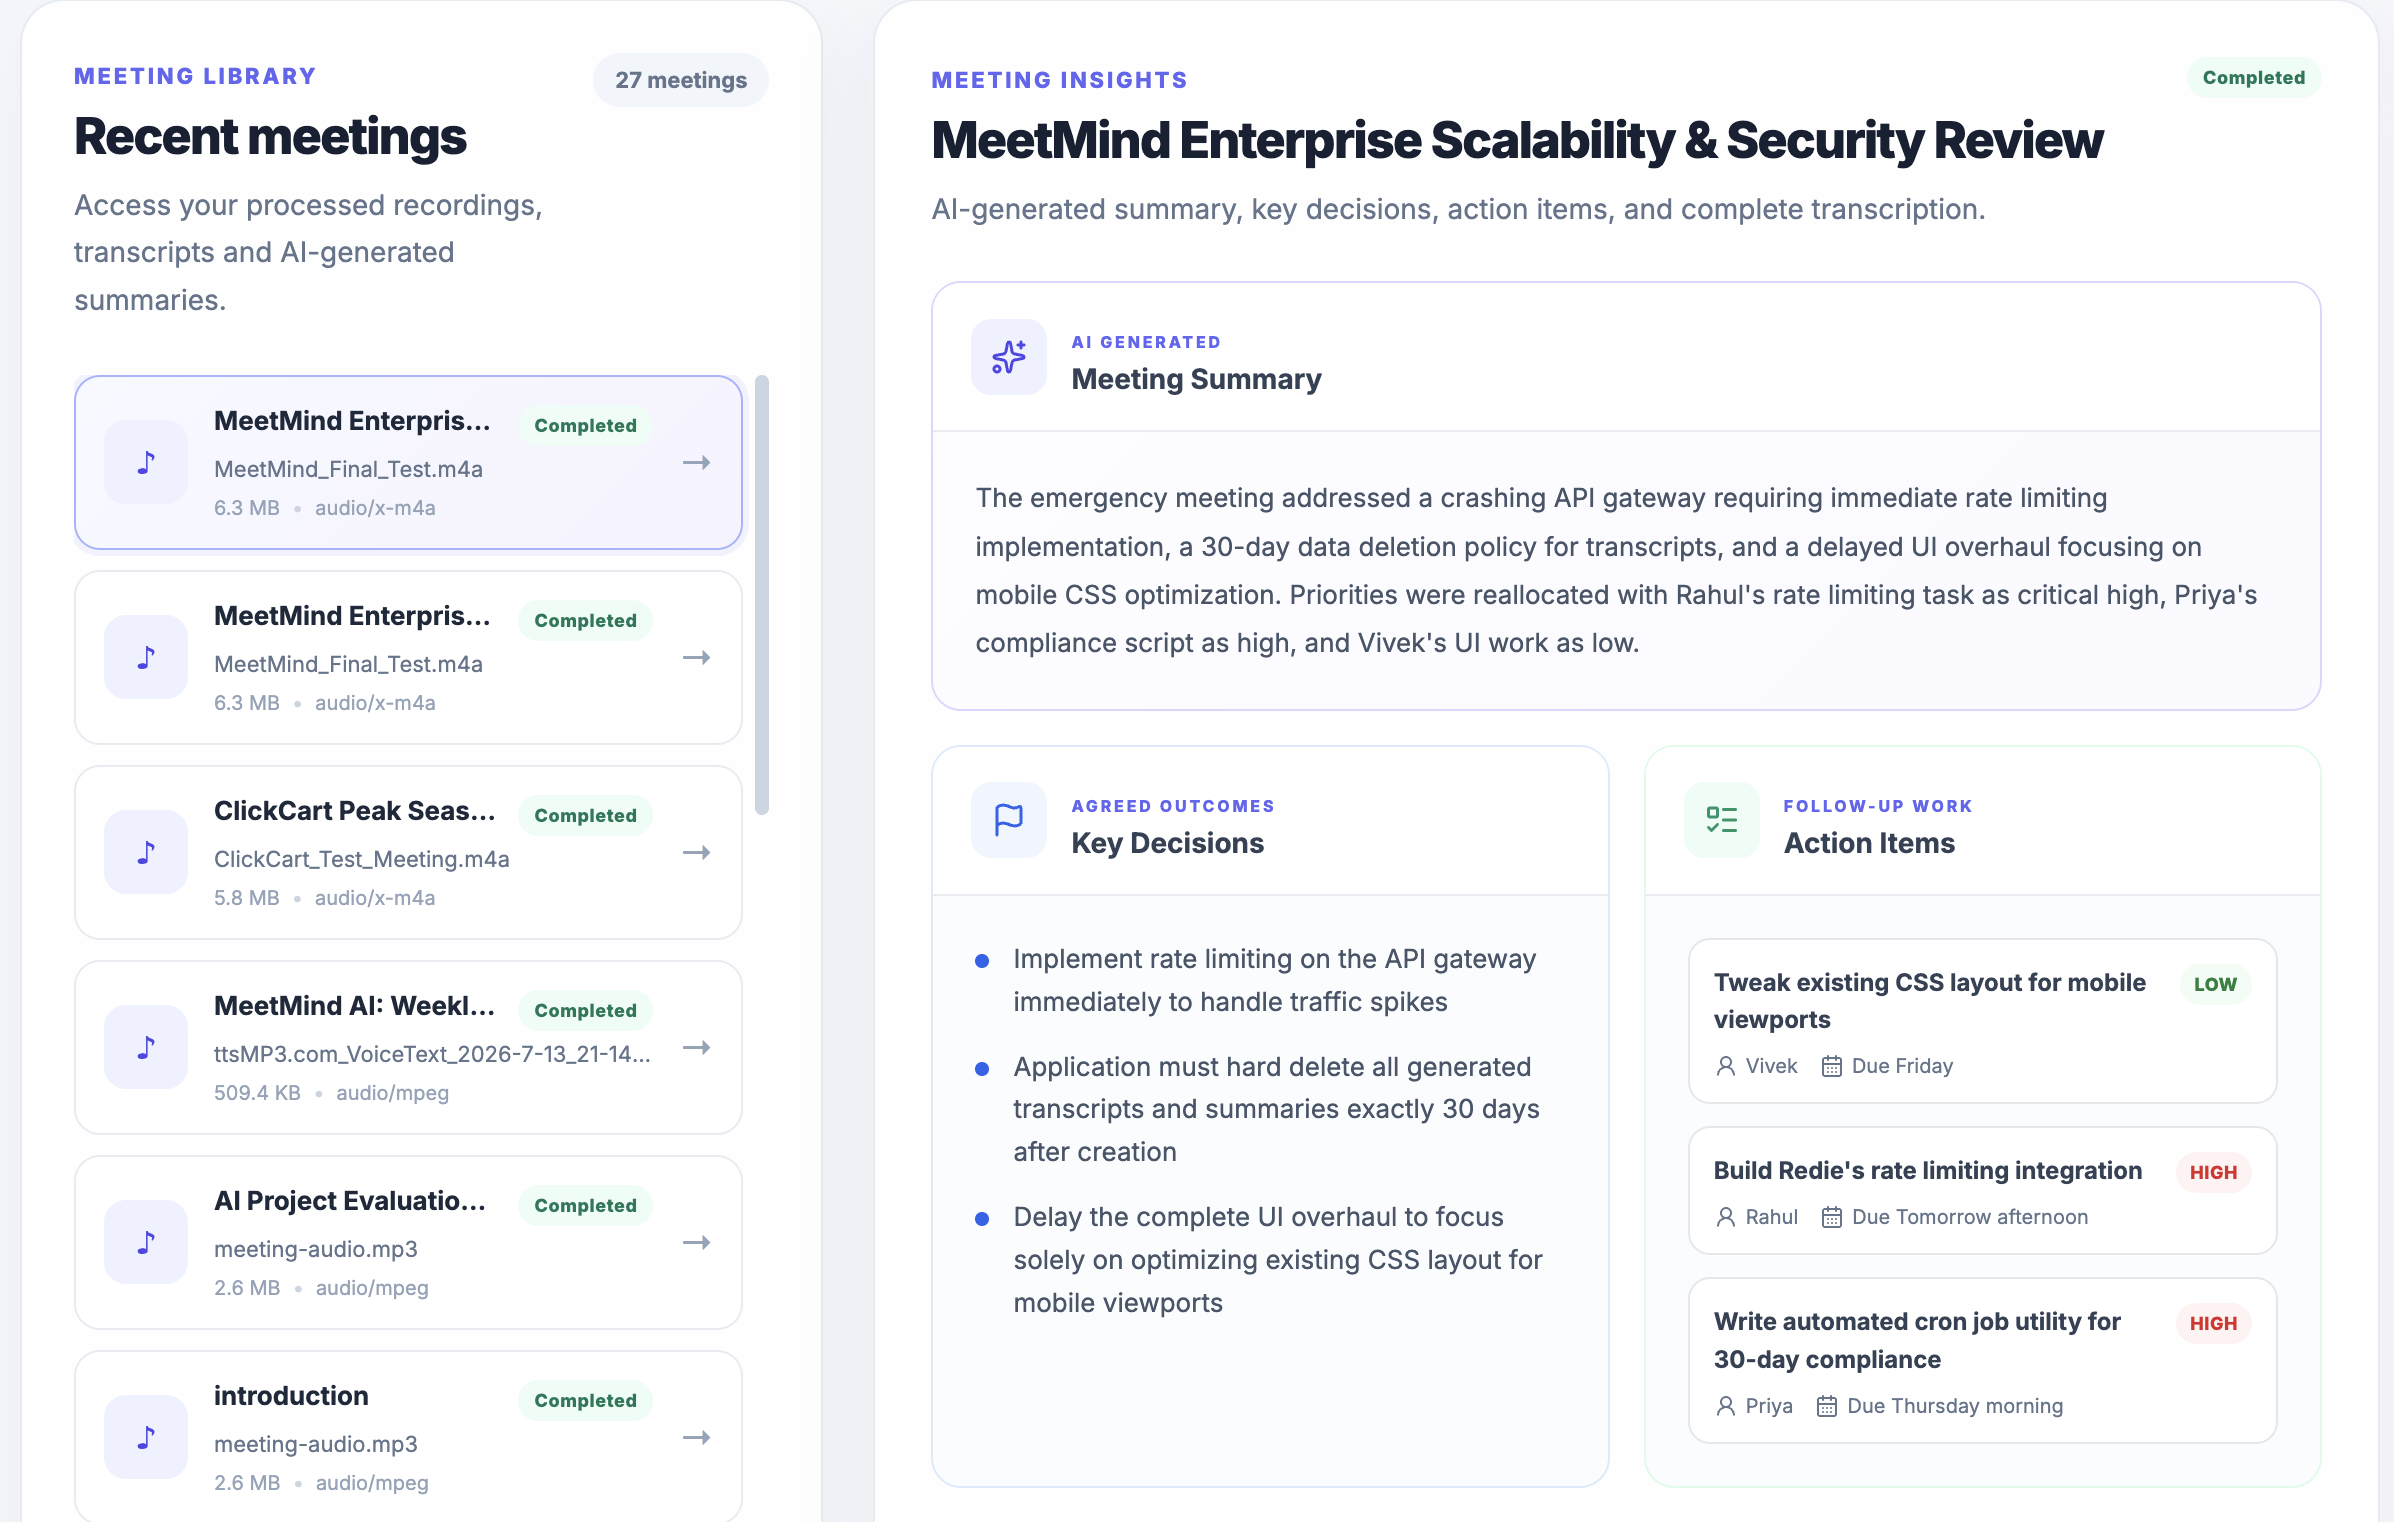 MEETING LIBRARY
27 meetings
Recent meetings
Access your processed recordings,
transcripts and AI-generated
summaries.
MeetMind Enterpris...
Completed
MeetMind_Final_Test.m4a
6.3 MB • audio/x-m4a
MeetMind Enterpris...
Completed
MeetMind_Final_Test.m4a
6.3 MB • audio/x-m4a
ClickCart Peak Seas...
Completed
ClickCart_Test_Meeting.m4a
5.8 MB • audio/x-m4a
MeetMind AI: Weekl...
Completed
ttsMP3.com_VoiceText_2026-7-13_21-14...
509.4 KB • audio/mpeg
AI Project Evaluatio...
Completed
meeting-audio.mp3
2.6 MB • audio/mpeg
introduction
Completed
meeting-audio.mp3
2.6 MB • audio/mpeg
MEETING INSIGHTS
Completed
MeetMind Enterprise Scalability & Security Review
AI-generated summary, key decisions, action items, and complete transcription.
AI GENERATED
Meeting Summary
The emergency meeting addressed a crashing API gateway requiring immediate rate limiting
implementation, a 30-day data deletion policy for transcripts, and a delayed UI overhaul focusing on
mobile CSS optimization. Priorities were reallocated with Rahul's rate limiting task as critical high, Priya's
compliance script as high, and Vivek's UI work as low.
AGREED OUTCOMES
Key Decisions
Implement rate limiting on the API gateway
immediately to handle traffic spikes
Application must hard delete all generated
transcripts and summaries exactly 30 days
after creation
Delay the complete UI overhaul to focus
solely on optimizing existing CSS layout for
mobile viewports
FOLLOW-UP WORK
Action Items
Tweak existing CSS layout for mobile
viewports
LOW
Vivek
Due Friday
Build Redie's rate limiting integration
HIGH
Rahul
Due Tomorrow afternoon
Write automated cron job utility for
30-day compliance
HIGH
Priya
Due Thursday morning